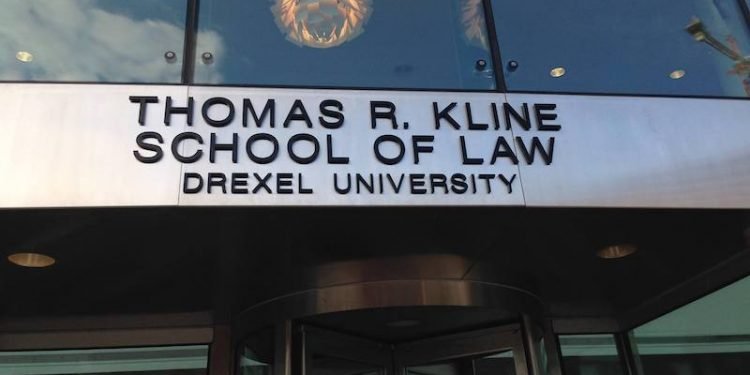 THOMAS R. KLINE
SCHOOL OF LAW
DREXEL UNIVERSITY